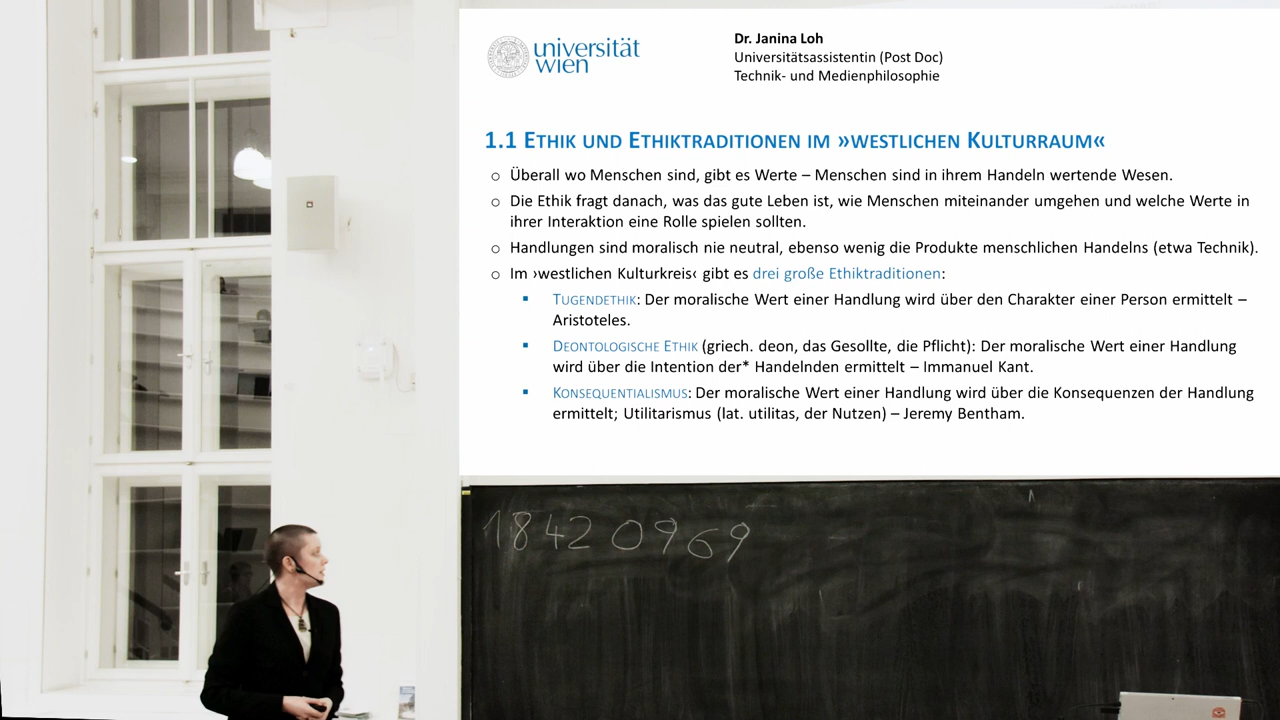 universität
wien
Dr. Janina Loh
Universitätsassistentin (Post Doc)
Technik- und Medienphilosophie
1.1 Ethik und Ethiktraditionen im »westlichen Kulturraum«
Überall wo Menschen sind, gibt es Werte – Menschen sind in ihrem Handeln wertende Wesen.
Die Ethik fragt danach, was das gute Leben ist, wie Menschen miteinander umgehen und welche Werte in
ihrer Interaktion eine Rolle spielen sollten.
Handlungen sind moralisch nie neutral, ebenso wenig die Produkte menschlichen Handelns (etwa Technik).
Im ›westlichen Kulturkreis‹ gibt es drei große Ethiktraditionen:
Tugendethik: Der moralische Wert einer Handlung wird über den Charakter einer Person ermittelt –
Aristoteles.
Deontologische Ethik (griech. deon, das Gesollte, die Pflicht): Der moralische Wert einer Handlung
wird über die Intention der* Handelnden ermittelt – Immanuel Kant.
Konsequentialismus: Der moralische Wert einer Handlung wird über die Konsequenzen der Handlung
ermittelt; Utilitarismus (lat. utilitas, der Nutzen) – Jeremy Bentham.
1842 0969